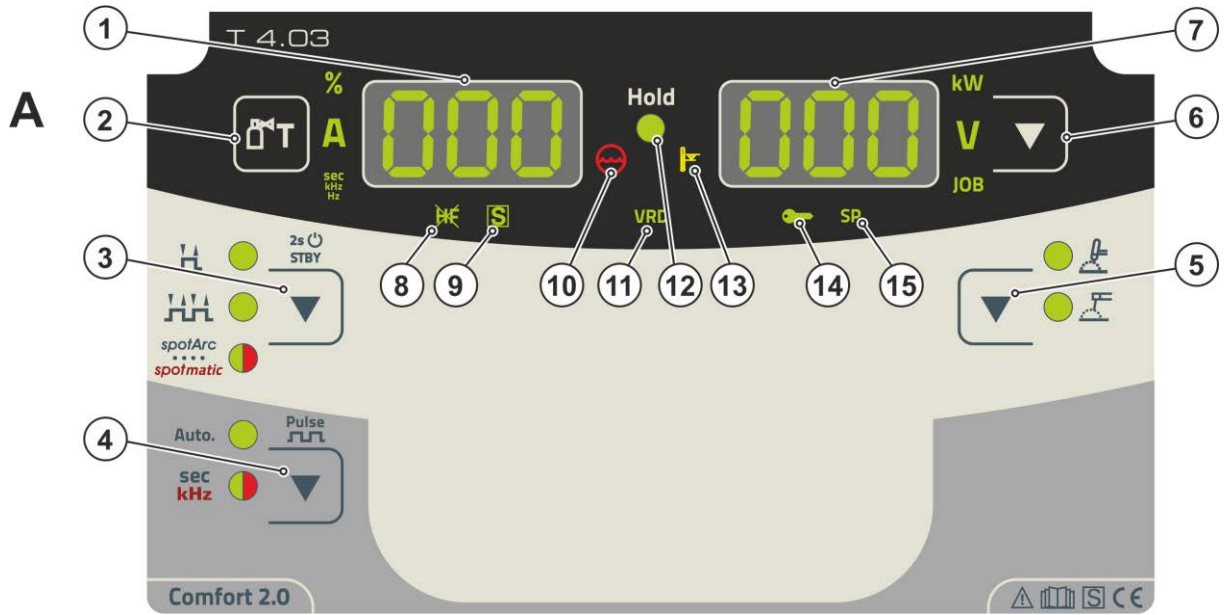 1
7
T 4.03
A
%
A
sec
kHz
Hz
000
Hold
000
kW
V
JOB
2
T
6
HF
S
VRD
SP
3
2s
STBY
8
9
10
11
12
13
14
15
5
spotArc
spotmatic
4
Auto.
Pulse
sec
kHz
Comfort 2.0
S CE